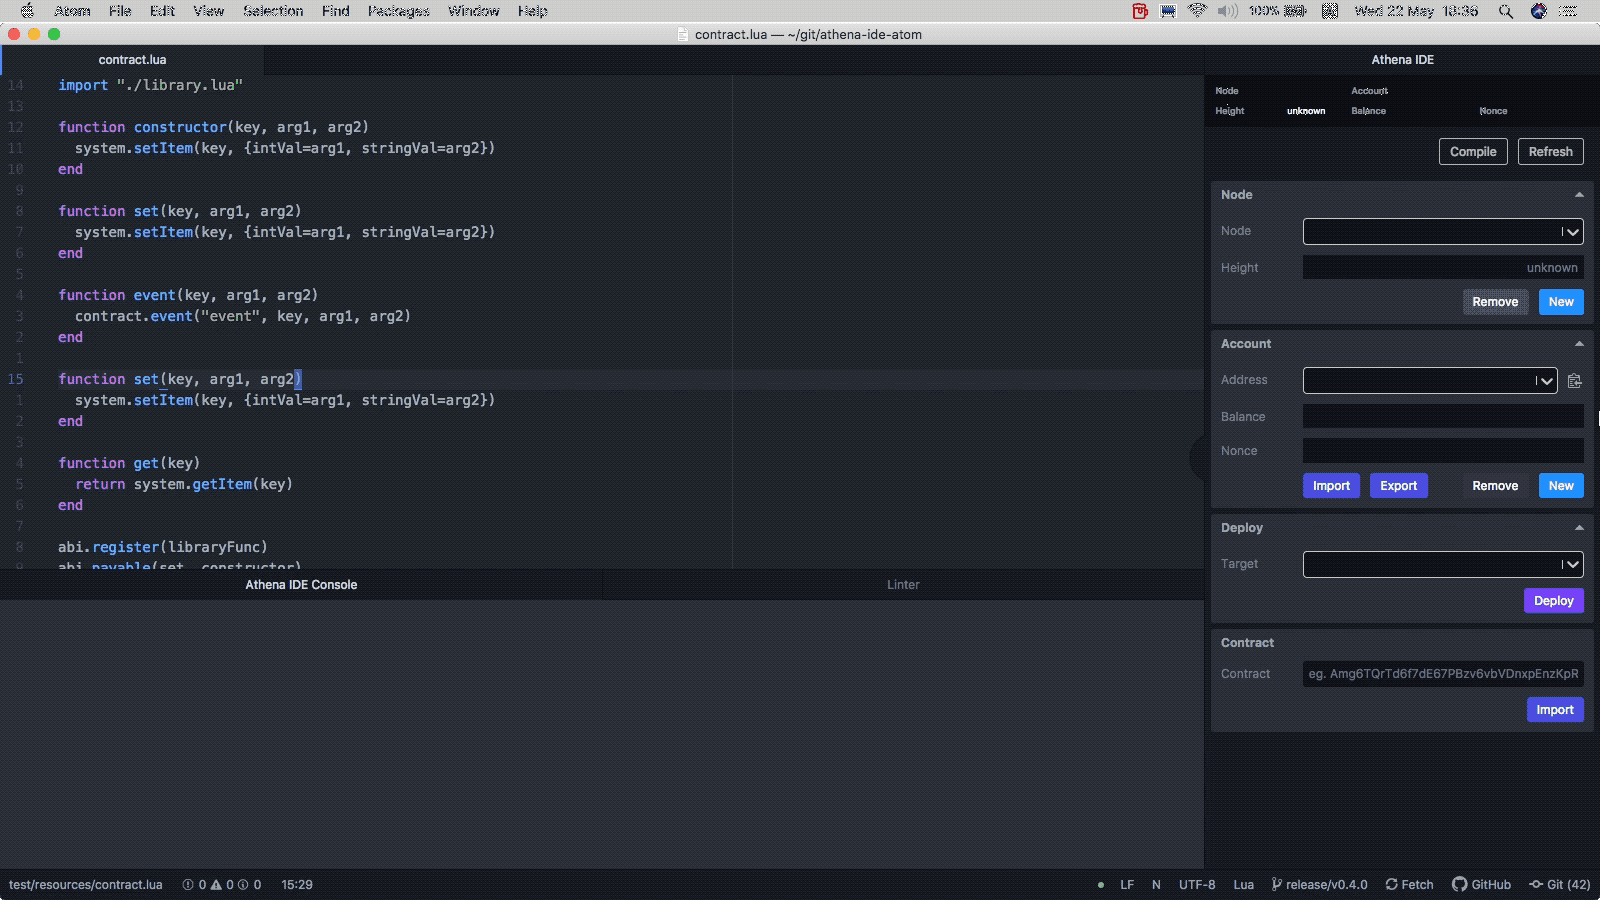 Atom File Edit View Selection Find Packages Window Help 100% Wed 22 May 18:36
contract.lua — ~/git/athena-ide-atom
contract.lua
14 import "./library.lua"
13
12 function constructor(key, arg1, arg2)
11 system.setItem(key, {intVal=arg1, stringVal=arg2})
10 end
9
8 function set(key, arg1, arg2)
7 system.setItem(key, {intVal=arg1, stringVal=arg2})
6 end
5
4 function event(key, arg1, arg2)
3 contract.event("event", key, arg1, arg2)
2 end
1
15 function set(key, arg1, arg2)
1 system.setItem(key, {intVal=arg1, stringVal=arg2})
2 end
3
4 function get(key)
5 return system.getItem(key)
6 end
7
8 abi.register(libraryFunc)
9 abi.payable(set, constructor)
Athena IDE Console Linter
Athena IDE
Node Account
Height unknown Balance Nonce
Compile Refresh
Node
Node
Height unknown
Remove New
Account
Address
Balance
Nonce
Import Export Remove New
Deploy
Target
Deploy
Contract
Contract eg. Amg6TQrTd6f7dE67PBzv6vbVDnxpEnzKpR
Import
test/resources/contract.lua 0 0 0 15:29 LF N UTF-8 Lua release/v0.4.0 Fetch GitHub Git (42)